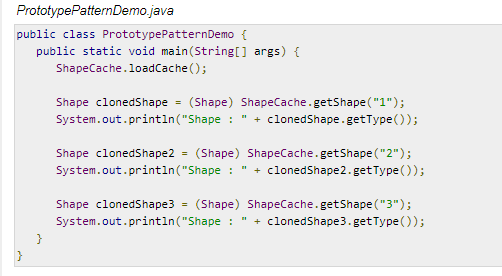 PrototypePatternDemo.java
public class PrototypePatternDemo {
   public static void main(String[] args) {
      ShapeCache.loadCache();

      Shape clonedShape = (Shape) ShapeCache.getShape("1");
      System.out.println("Shape : " + clonedShape.getType());

      Shape clonedShape2 = (Shape) ShapeCache.getShape("2");
      System.out.println("Shape : " + clonedShape2.getType());

      Shape clonedShape3 = (Shape) ShapeCache.getShape("3");
      System.out.println("Shape : " + clonedShape3.getType());
   }
}